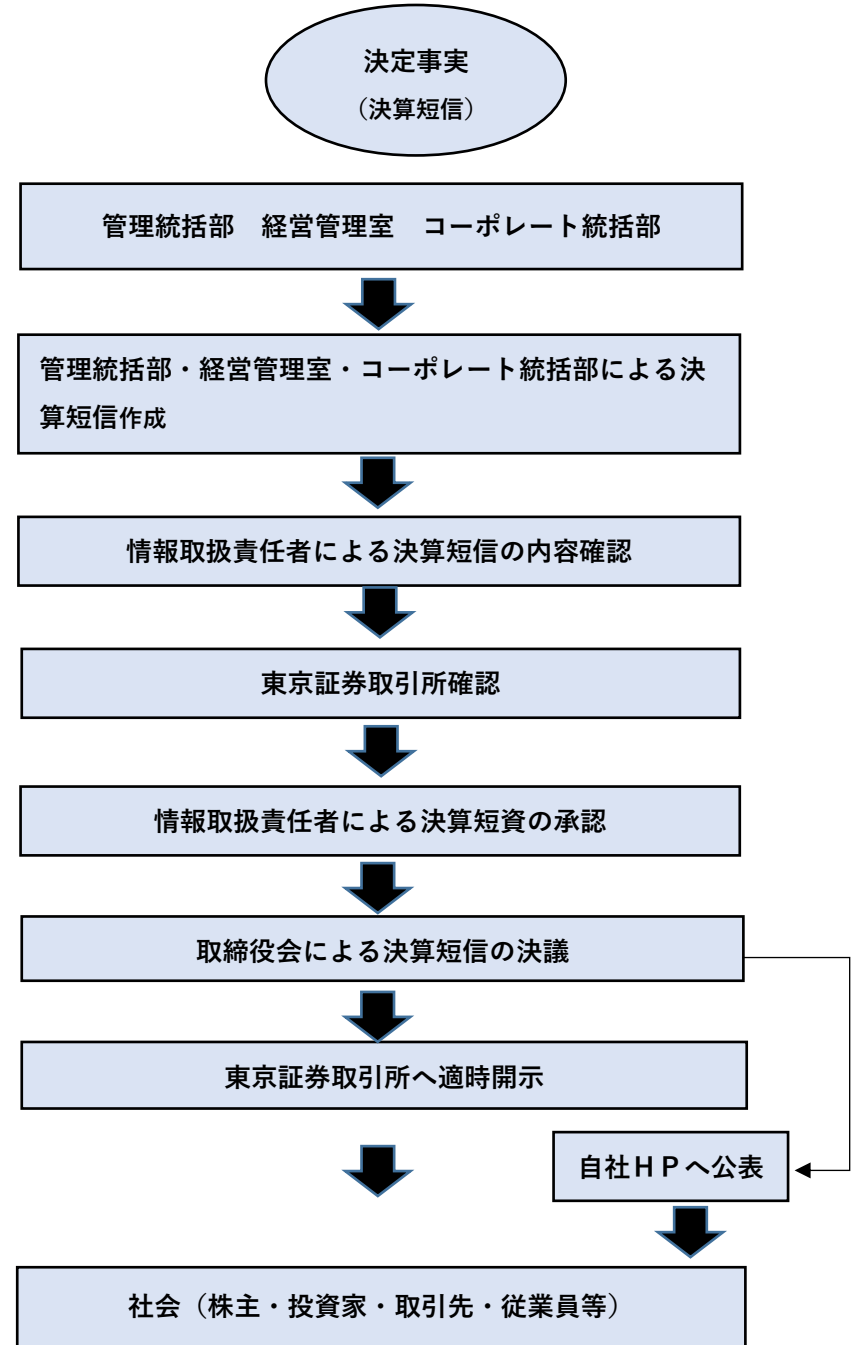 決定事実
（決算短信）
管理統括部　経営管理室　コーポレート統括部
管理統括部・経営管理室・コーポレート統括部による決
算短信作成
情報取扱責任者による決算短信の内容確認
東京証券取引所確認
情報取扱責任者による決算短資の承認
取締役会による決算短信の決議
東京証券取引所へ適時開示
自社ＨＰへ公表
社会（株主・投資家・取引先・従業員等）